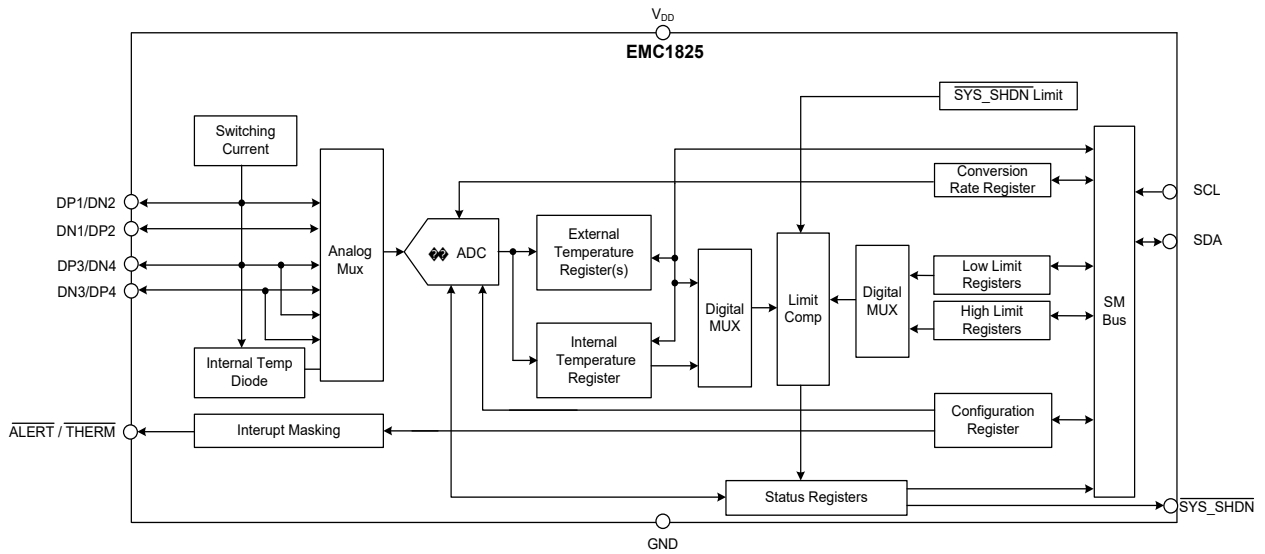 VDD
EMC1825
SYS_SHDN Limit
Switching
Current
Conversion
Rate Register
SCL
DP1/DN2
DN1/DP2
Analog
Mux
ADC
External
Temperature
Register(s)
SDA
DP3/DN4
DN3/DP4
Digital
MUX
Limit
Comp
Digital
MUX
Low Limit
Registers
High Limit
Registers
SM
Bus
Internal Temp
Diode
Internal
Temperature
Register
ALERT / THERM
Interupt Masking
Configuration
Register
Status Registers
SYS_SHDN
GND